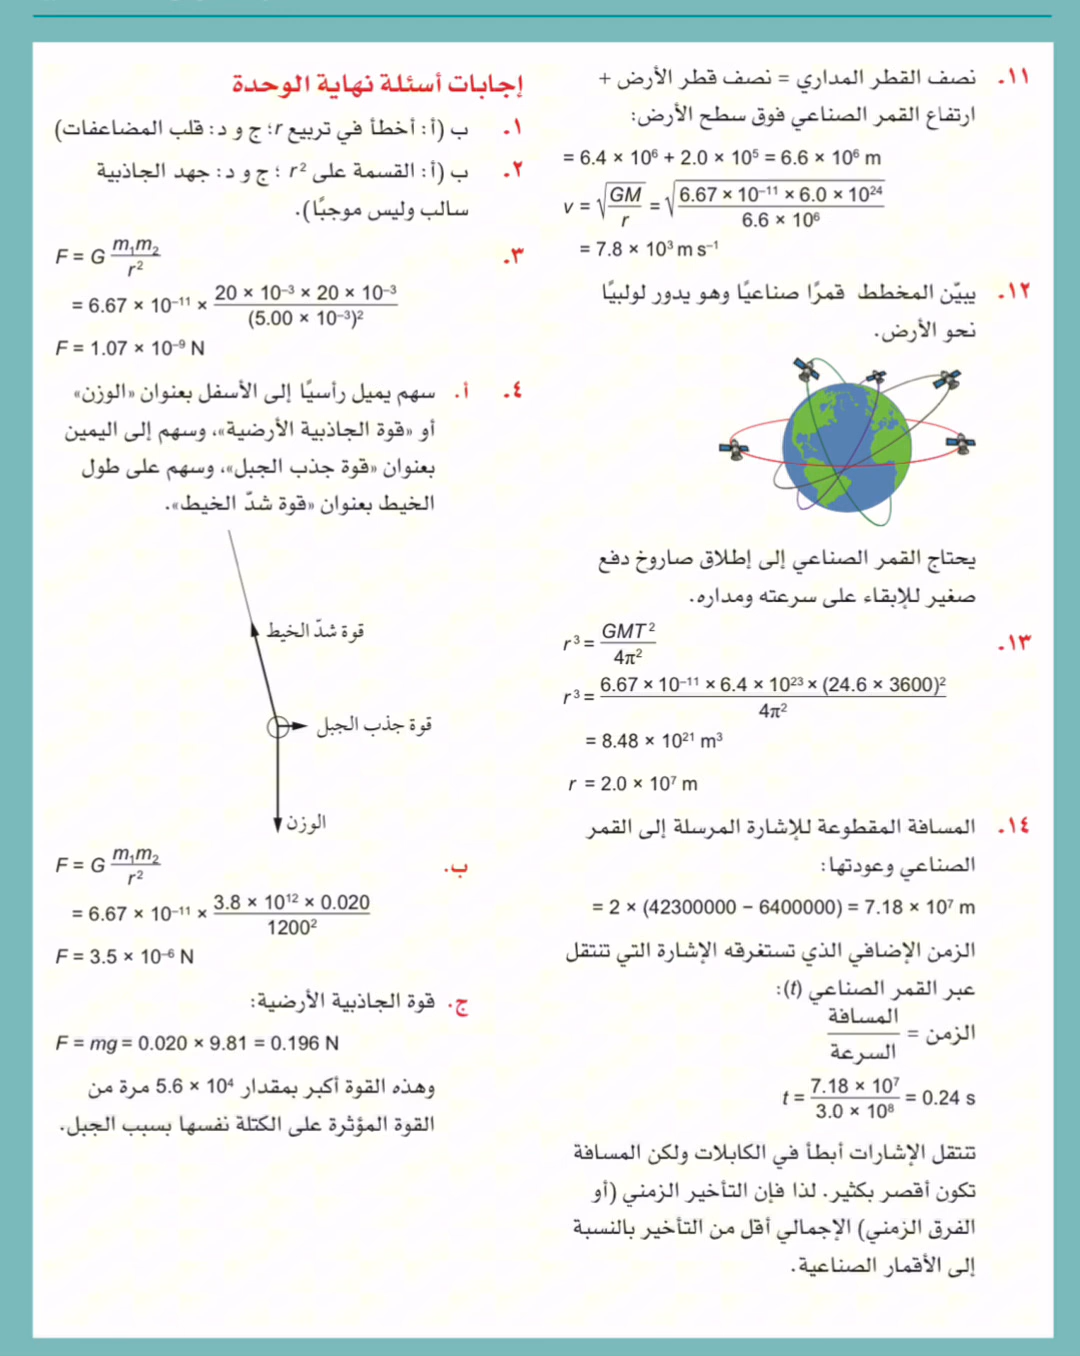 ١١. نصف القطر المداري = نصف قطر الأرض +
ارتفاع القمر الصناعي فوق سطح الأرض:
= 6.4 × 10⁶ + 2.0 × 10⁵ = 6.6 × 10⁶ m
v = √(GM/r) = √((6.67 × 10⁻¹¹ × 6.0 × 10²⁴)/(6.6 × 10⁶))
= 7.8 × 10³ m s⁻¹
١٢. يبيّن المخطط قمرًا صناعيًا وهو يدور لولبيًا
نحو الأرض.
يحتاج القمر الصناعي إلى إطلاق صاروخ دفع
صغير للإبقاء على سرعته ومداره.
١٣. r³ = GMT²/4π²
r³ = (6.67 × 10⁻¹¹ × 6.4 × 10²³ × (24.6 × 3600)²)/4π²
= 8.48 × 10²¹ m³
r = 2.0 × 10⁷ m
١٤. المسافة المقطوعة للإشارة المرسلة إلى القمر
الصناعي وعودتها:
= 2 × (42300000 − 6400000) = 7.18 × 10⁷ m
الزمن الإضافي الذي تستغرقه الإشارة التي تنتقل
عبر القمر الصناعي (t):
الزمن = المسافة/السرعة
t = (7.18 × 10⁷)/(3.0 × 10⁸) = 0.24 s
تنتقل الإشارات أبطأ في الكابلات ولكن المسافة
تكون أقصر بكثير. لذا فإن التأخير الزمني (أو
الفرق الزمني) الإجمالي أقل من التأخير بالنسبة
إلى الأقمار الصناعية.
إجابات أسئلة نهاية الوحدة
١. ب (أ: أخطأ في تربيع r؛ ج و د: قلب المضاعفات)
٢. ب (أ: القسمة على r²؛ ج و د: جهد الجاذبية
سالب وليس موجبًا).
٣. F = G m₁m₂/r²
= 6.67 × 10⁻¹¹ × (20 × 10⁻³ × 20 × 10⁻³)/(5.00 × 10⁻³)²
F = 1.07 × 10⁻⁹ N
٤. أ. سهم يميل رأسيًا إلى الأسفل بعنوان «الوزن»
أو «قوة الجاذبية الأرضية»، وسهم إلى اليمين
بعنوان «قوة جذب الجبل»، وسهم على طول
الخيط بعنوان «قوة شدّ الخيط».
قوة شدّ الخيط
قوة جذب الجبل
الوزن
ب. F = G m₁m₂/r²
= 6.67 × 10⁻¹¹ × (3.8 × 10¹² × 0.020)/1200²
F = 3.5 × 10⁻⁶ N
ج. قوة الجاذبية الأرضية:
F = mg = 0.020 × 9.81 = 0.196 N
وهذه القوة أكبر بمقدار 5.6 × 10⁴ مرة من
القوة المؤثرة على الكتلة نفسها بسبب الجبل.